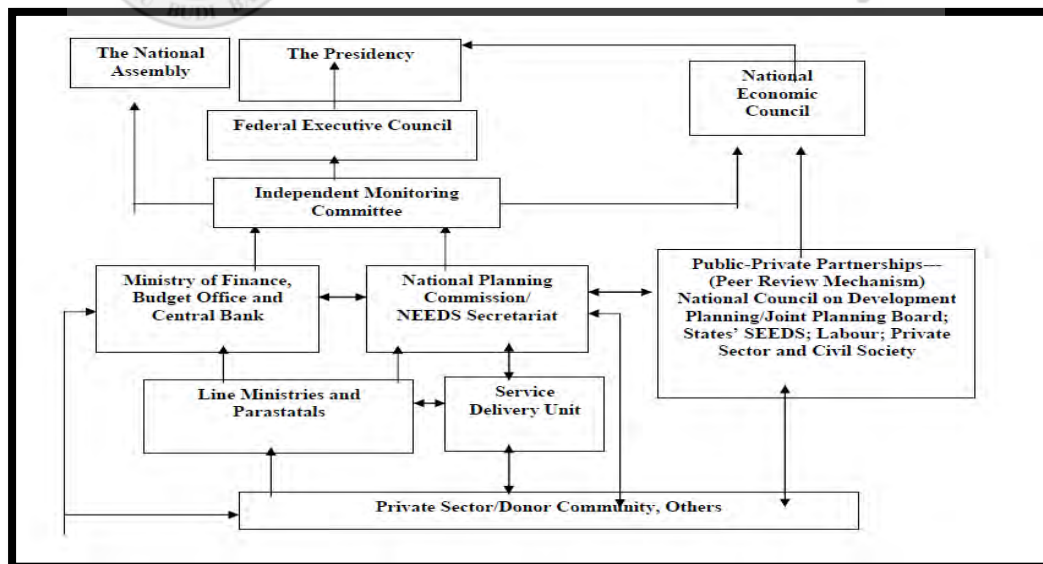 BUDI BA
The National
Assembly
The Presidency
National
Economic
Council
Federal Executive Council
Independent Monitoring
Committee
Ministry of Finance,
Budget Office and
Central Bank
National Planning
Commission/
NEEDS Secretariat
Public-Private Partnerships—
(Peer Review Mechanism)
National Council on Development
Planning/Joint Planning Board;
States' SEEDS; Labour; Private
Sector and Civil Society
Line Ministries and
Parastatals
Service
Delivery Unit
Private Sector/Donor Community, Others